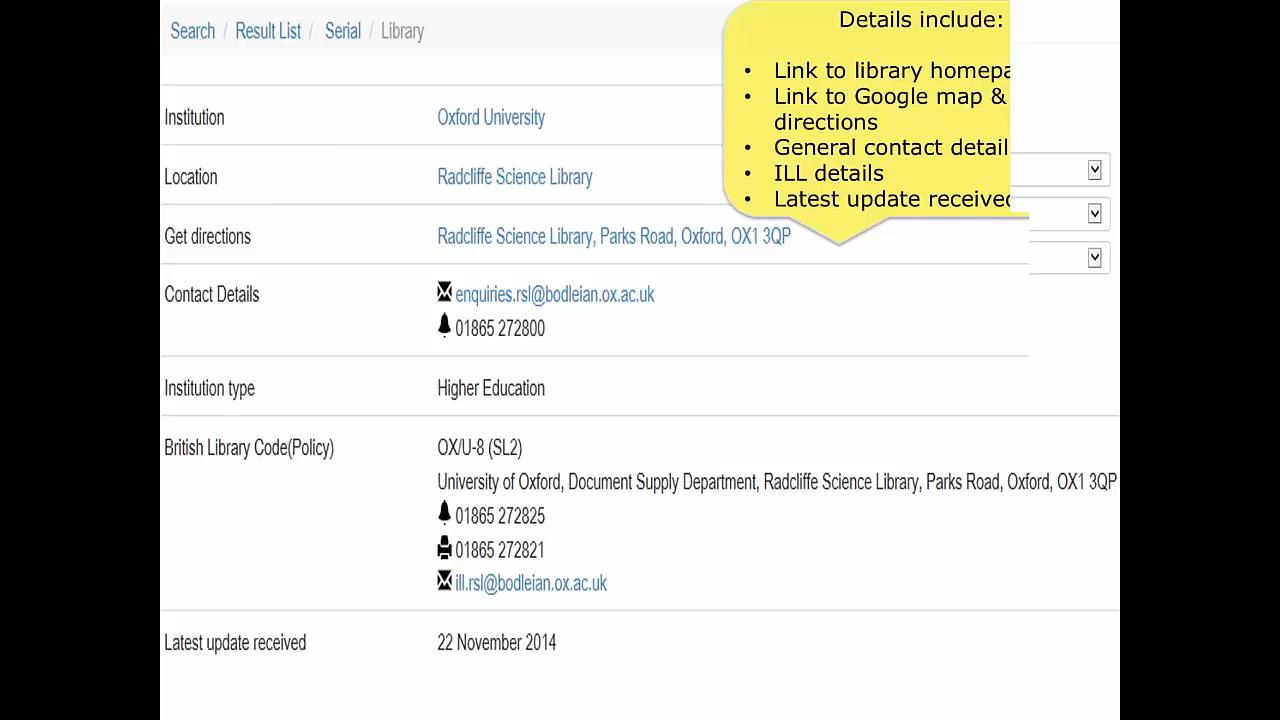 Search / Result List / Serial / Library
Details include:
• Link to library homepa
• Link to Google map &
directions
• General contact detail
• ILL details
• Latest update received
Institution Oxford University
Location Radcliffe Science Library
Get directions Radcliffe Science Library, Parks Road, Oxford, OX1 3QP
Contact Details enquiries.rsl@bodleian.ox.ac.uk
01865 272800
Institution type Higher Education
British Library Code(Policy) OX/U-8 (SL2)
University of Oxford, Document Supply Department, Radcliffe Science Library, Parks Road, Oxford, OX1 3QP
01865 272825
01865 272821
ill.rsl@bodleian.ox.ac.uk
Latest update received 22 November 2014